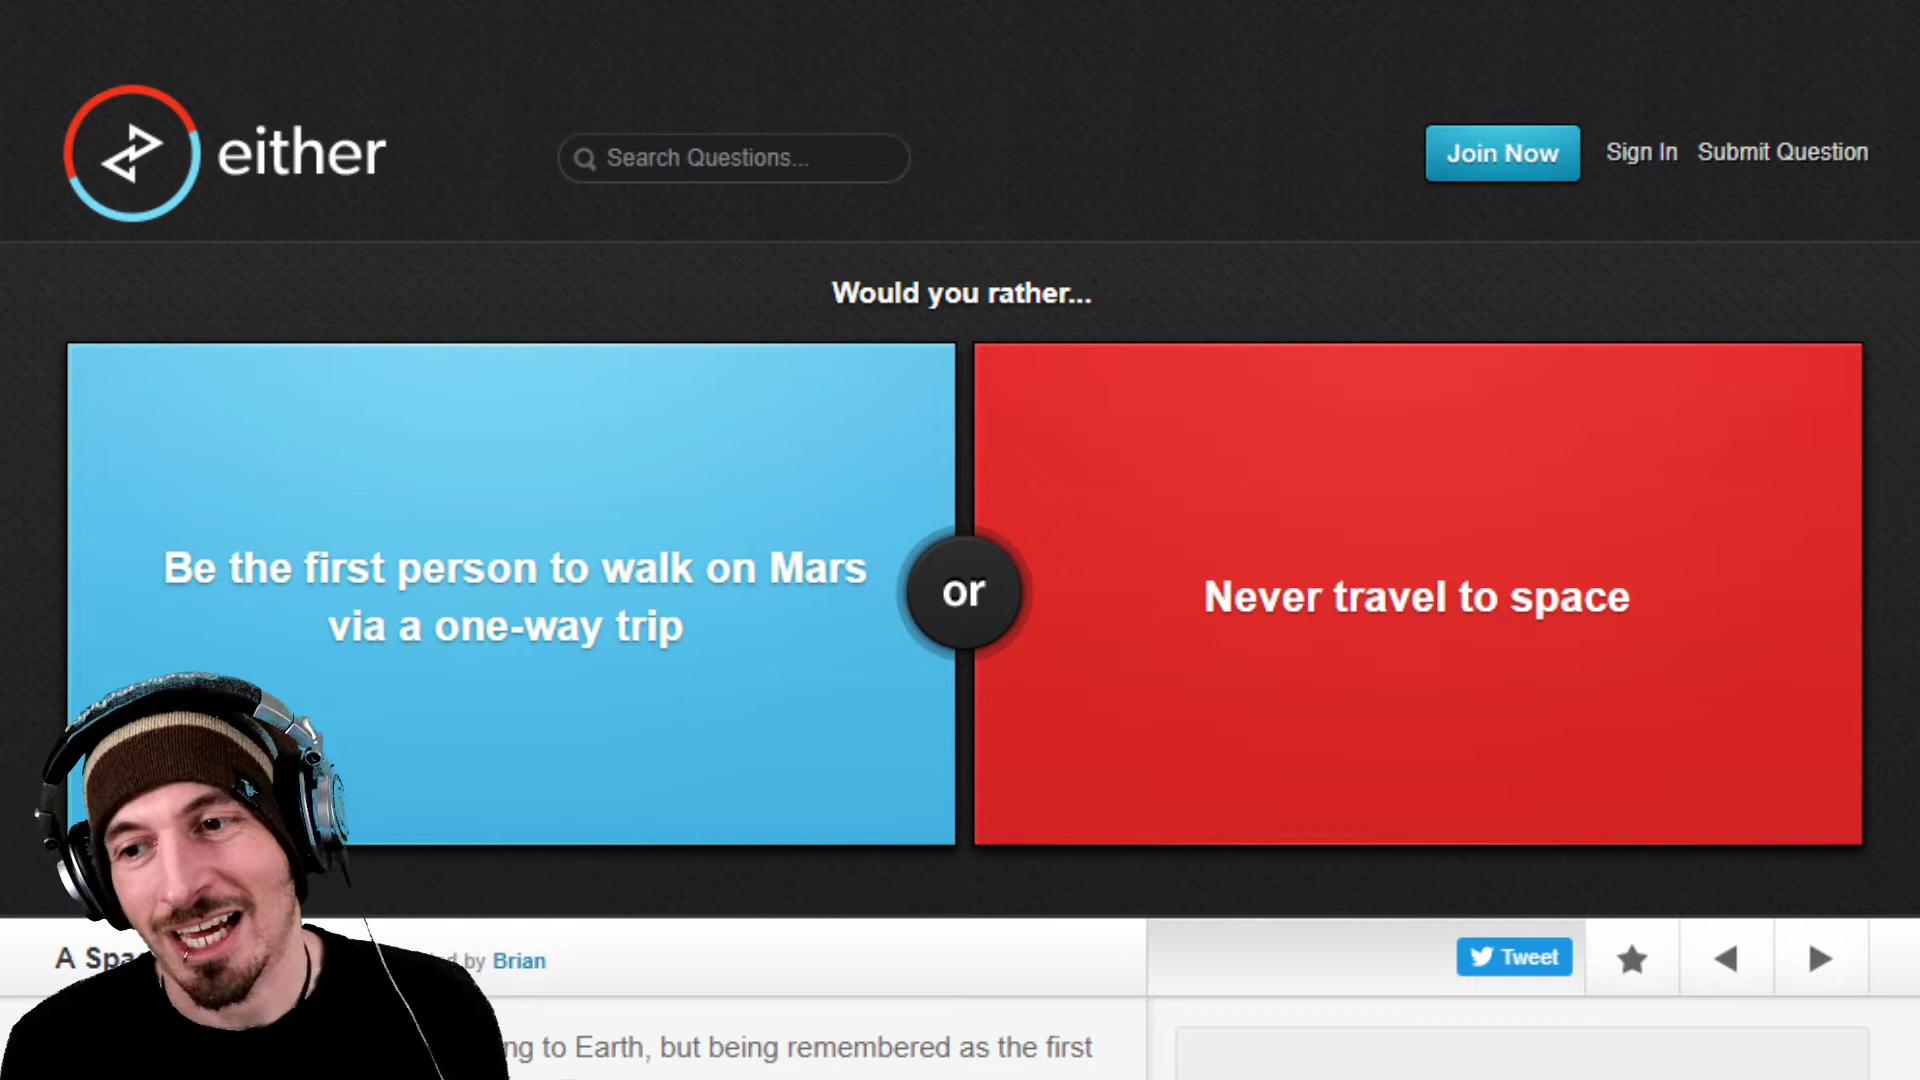 either
Search Questions...
Join Now
Sign In
Submit Question
Would you rather...
Be the first person to walk on Mars
via a one-way trip
or
Never travel to space
A
by Brian
Tweet
to Earth, but being remembered as the first